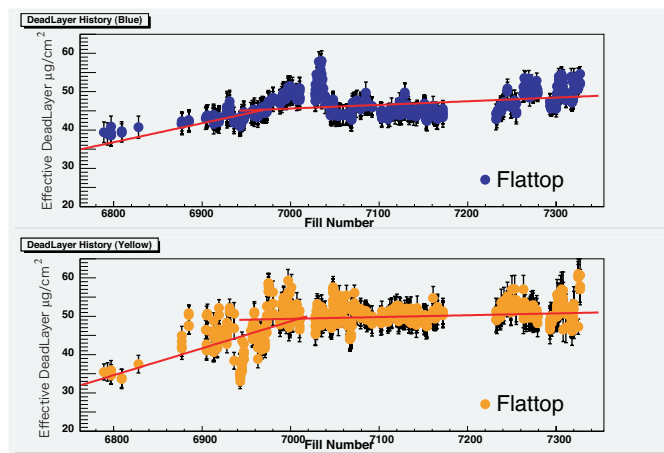 DeadLayer History (Blue)
Effective DeadLayer μg/cm²
60
50
40
30
20
6800
6900
7000
7100
7200
7300
Fill Number
Flattop
DeadLayer History (Yellow)
Effective DeadLayer μg/cm²
60
50
40
30
20
6800
6900
7000
7100
7200
7300
Fill Number
Flattop